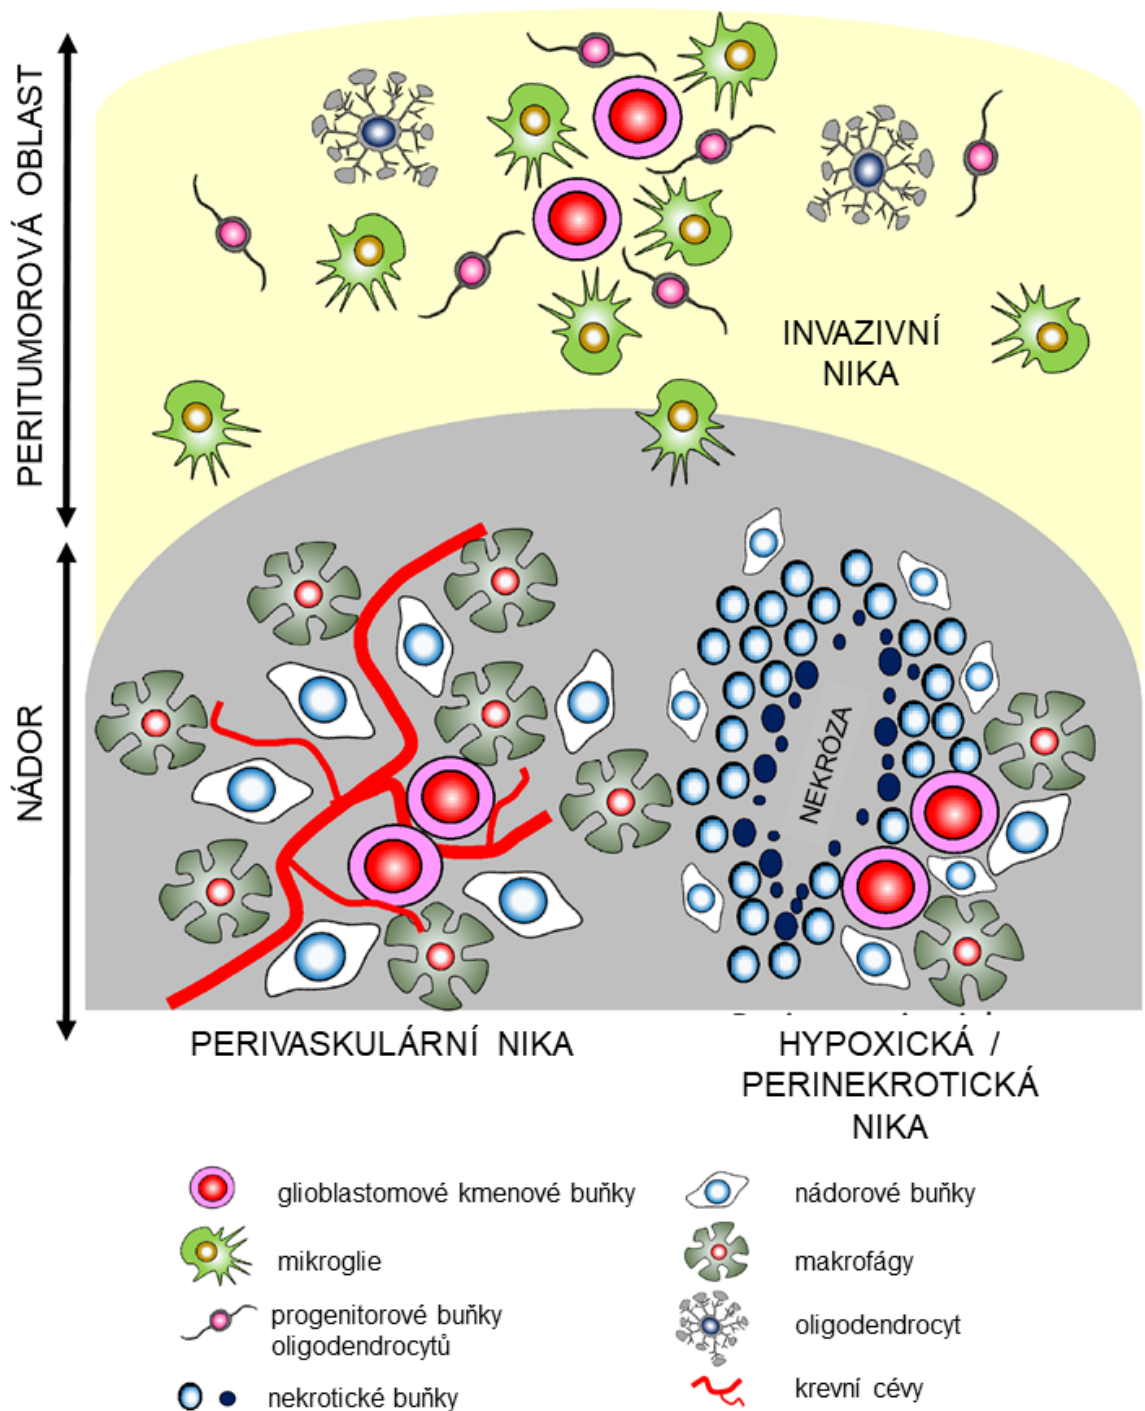 PERITUMOROVÁ OBLAST
INVAZIVNÍ
NIKA
NÁDOR
NEKRÓZA
PERIVASKULÁRNÍ NIKA
HYPOXICKÁ /
PERINEKROTICKÁ
NIKA
glioblastomové kmenové buňky
nádorové buňky
mikroglie
makrofágy
progenitorové buňky
oligodendrocytů
oligodendrocyt
nekrotické buňky
krevní cévy